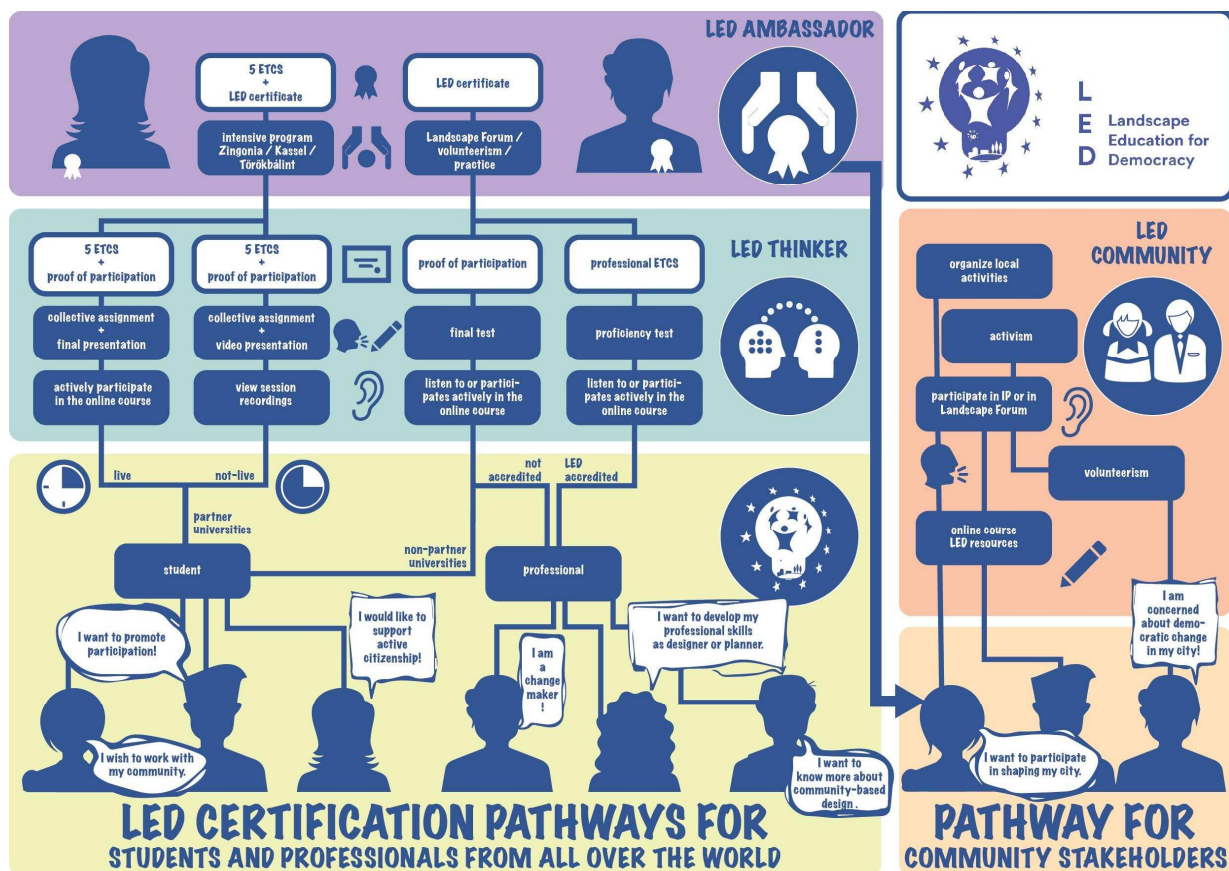 LED AMBASSADOR
5 ETCS
+
LED certificate
LED certificate
intensive program
Zingonia / Kassel /
Törökbálint
Landscape Forum /
volunteerism /
practice
L
E
D
Landscape
Education for
Democracy
LED THINKER
5 ETCS
+
proof of participation
5 ETCS
+
proof of participation
proof of participation
professional ETCS
collective assignment
+
final presentation
collective assignment
+
video presentation
final test
proficiency test
actively participate
in the online course
view session
recordings
listen to or partici-
pates actively in the
online course
listen to or partici-
pates actively in the
online course
live
not-live
not
accredited
LED
accredited
partner
universities
non-partner
universities
student
professional
I want to promote
participation!
I would like to
support
active
citizenship!
I am
a
change
maker
!
I want to develop my
professional skills
as designer or planner.
I wish to work with
my community.
I want to
know more about
community-based
design .
LED CERTIFICATION PATHWAYS FOR
STUDENTS AND PROFESSIONALS FROM ALL OVER THE WORLD
LED
COMMUNITY
organize local
activities
activism
participate in IP or in
Landscape Forum
volunteerism
online course
LED resources
I am
concerned
about demo-
cratic change
in my city!
I want to participate
in shaping my city.
PATHWAY FOR
COMMUNITY STAKEHOLDERS